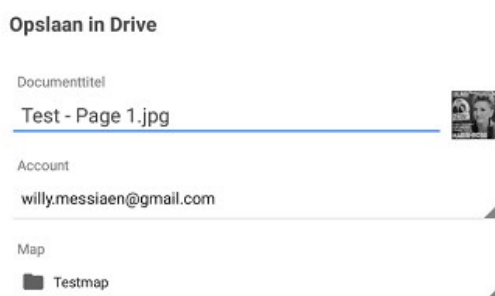 Opslaan in Drive
Documenttitel
Test - Page 1.jpg
Account
willy.messiaen@gmail.com
Map
Testmap